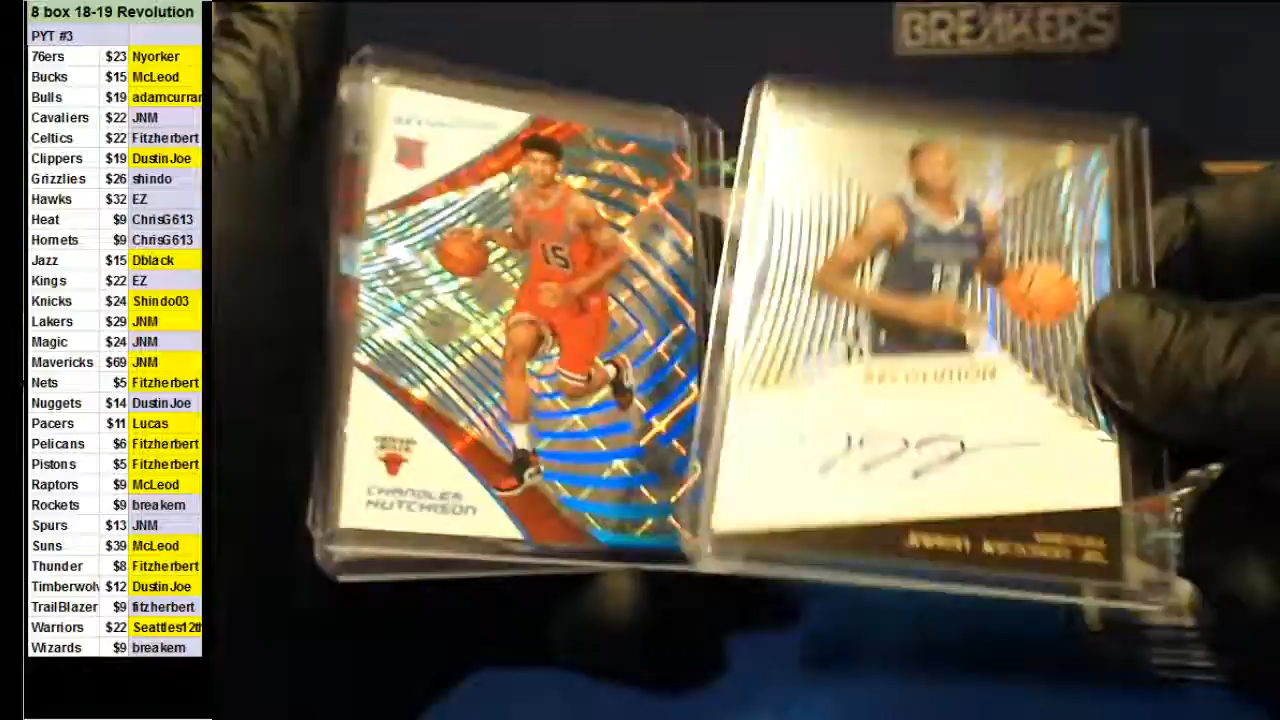 8 box 18-19 Revolution
PYT #3
76ers $23 Nyorker
Bucks $15 McLeod
Bulls $19 adamcurran
Cavaliers $22 JNM
Celtics $22 Fitzherbert
Clippers $19 DustinJoe
Grizzlies $26 shindo
Hawks $32 EZ
Heat $9 ChrisG613
Hornets $9 ChrisG613
Jazz $15 Dblack
Kings $22 EZ
Knicks $24 Shindo03
Lakers $29 JNM
Magic $24 JNM
Mavericks $69 JNM
Nets $5 Fitzherbert
Nuggets $14 DustinJoe
Pacers $11 Lucas
Pelicans $6 Fitzherbert
Pistons $5 Fitzherbert
Raptors $9 McLeod
Rockets $9 breakem
Spurs $13 JNM
Suns $39 McLeod
Thunder $8 Fitzherbert
Timberwolv $12 DustinJoe
TrailBlazer $9 fitzherbert
Warriors $22 Seattles12th
Wizards $9 breakem
BREAKERS
REVOLUTION
15
CHANDLER
HUTCHISON
REVOLUTION